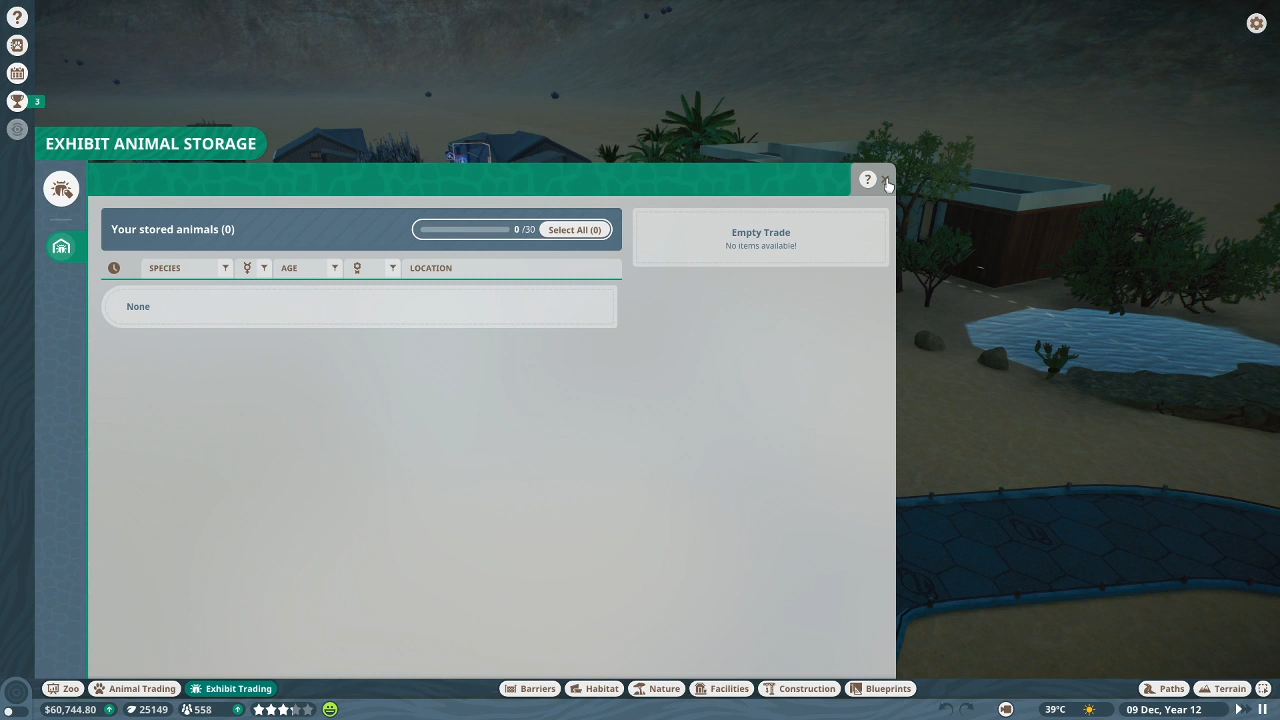 ?
3
EXHIBIT ANIMAL STORAGE
?
Your stored animals (0)
0 /30
Select All (0)
Empty Trade
No items available!
SPECIES
AGE
LOCATION
None
Zoo
Animal Trading
Exhibit Trading
Barriers
Habitat
Nature
Facilities
Construction
Blueprints
Paths
Terrain
$60,744.80
25149
558
39°C
09 Dec, Year 12